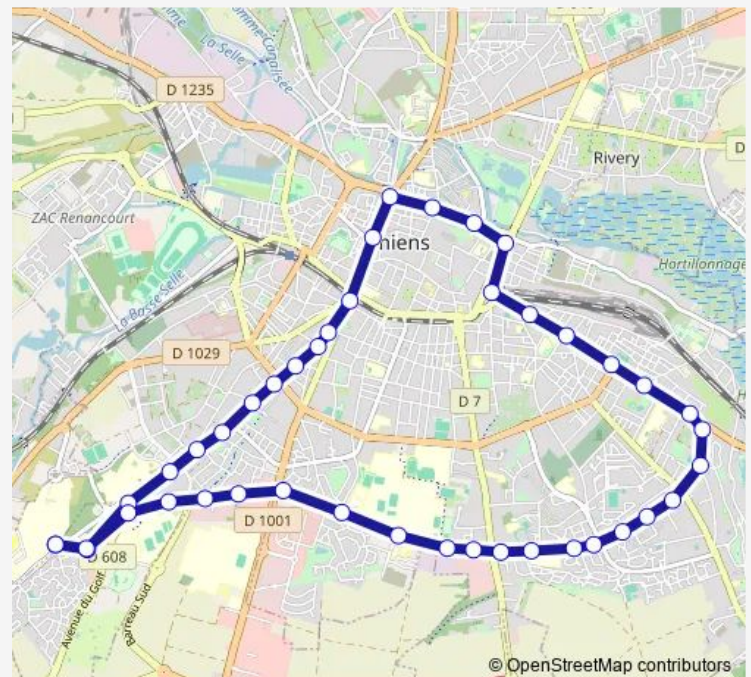 La Selle
D 1235
Rivery
D
ZAC Renancourt
niens
Hortillonnage
a Basse-Selle
D 1029
D 7
D 1001
D 608
Avenue du Golf
Barreau Sud
© OpenStreetMap contributors